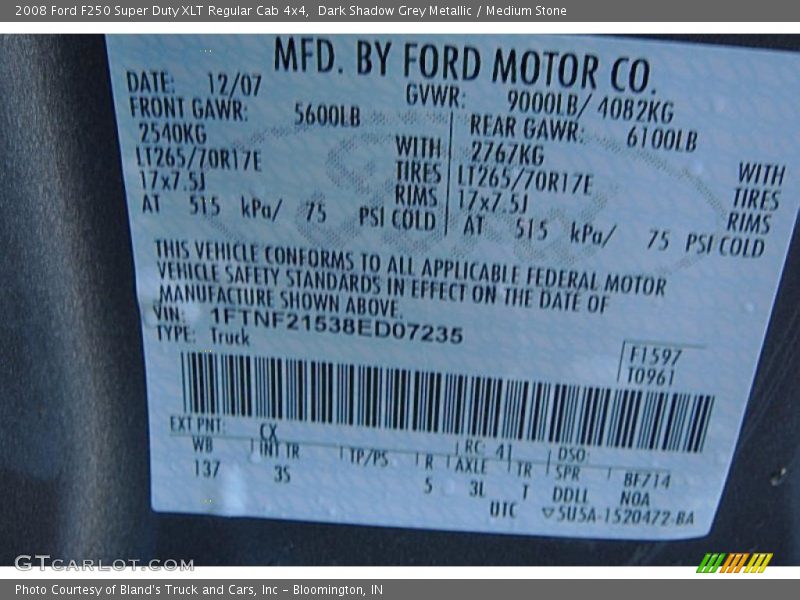 2008 Ford F250 Super Duty XLT Regular Cab 4x4, Dark Shadow Grey Metallic / Medium Stone
MFD. BY FORD MOTOR CO.
DATE: 12/07 GVWR: 9000LB/ 4082KG
FRONT GAWR: 5600LB REAR GAWR: 6100LB
2540KG WITH 2767KG WITH
LT265/70R17E TIRES LT265/70R17E TIRES
17x7.5J RIMS 17x7.5J RIMS
AT 515 kPa/ 75 PSI COLD AT 515 kPa/ 75 PSI COLD
THIS VEHICLE CONFORMS TO ALL APPLICABLE FEDERAL MOTOR
VEHICLE SAFETY STANDARDS IN EFFECT ON THE DATE OF
MANUFACTURE SHOWN ABOVE.
VIN: 1FTNF21538ED07235
TYPE: Truck
F1597
T0961
EXT PNT: CX RC: 41 DSO:
WB INT TR TP/PS R AXLE TR SPR 8F714
137 3S 5 3L T DDLL NOA
UTC ▽5U5A-1520472-BA
GTCARLOT.COM
Photo Courtesy of Bland's Truck and Cars, Inc - Bloomington, IN